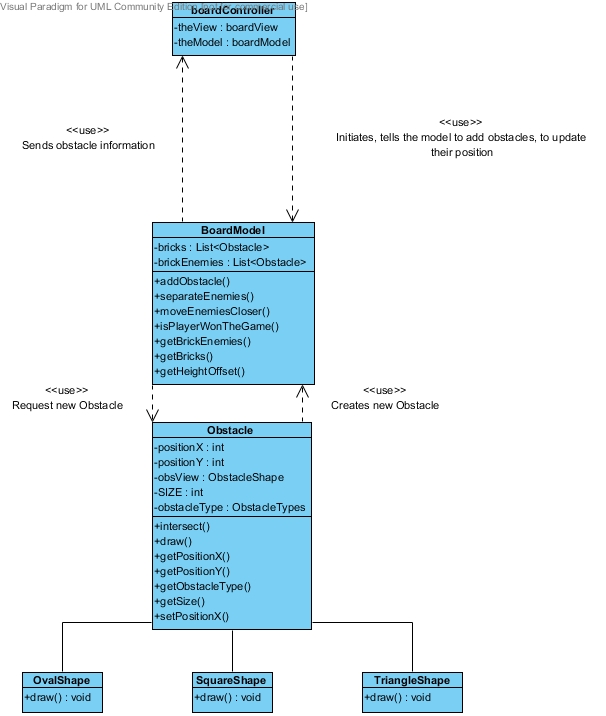 Visual Paradigm for UML Community Edition [not for commercial use]
boardController
-theView : boardView
-theModel : boardModel
<<use>>
Sends obstacle information
<<use>>
Initiates, tells the model to add obstacles, to update
their position
BoardModel
-bricks : List<Obstacle>
-brickEnemies : List<Obstacle>
+addObstacle()
+separateEnemies()
+moveEnemiesCloser()
+isPlayerWonTheGame()
+getBrickEnemies()
+getBricks()
+getHeightOffset()
<<use>>
Request new Obstacle
<<use>>
Creates new Obstacle
Obstacle
-positionX : int
-positionY : int
-obsView : ObstacleShape
-SIZE : int
-obstacleType : ObstacleTypes
+intersect()
+draw()
+getPositionX()
+getPositionY()
+getObstacleType()
+getSize()
+setPositionX()
OvalShape
+draw() : void
SquareShape
+draw() : void
TriangleShape
+draw() : void